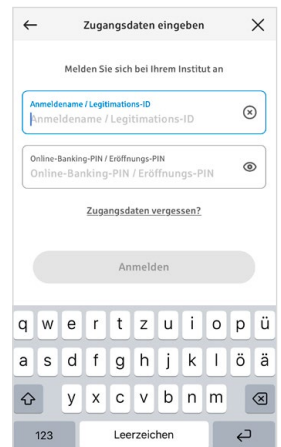 Zugangsdaten eingeben
Melden Sie sich bei Ihrem Institut an
Anmeldename / Legitimations-ID
Anmeldename / Legitimations-ID
Online-Banking-PIN / Eröffnungs-PIN
Online-Banking-PIN / Eröffnungs-PIN
Zugangsdaten vergessen?
Anmelden
q w e r t z u i o p ü
a s d f g h j k l ö ä
y x c v b n m
123 Leerzeichen